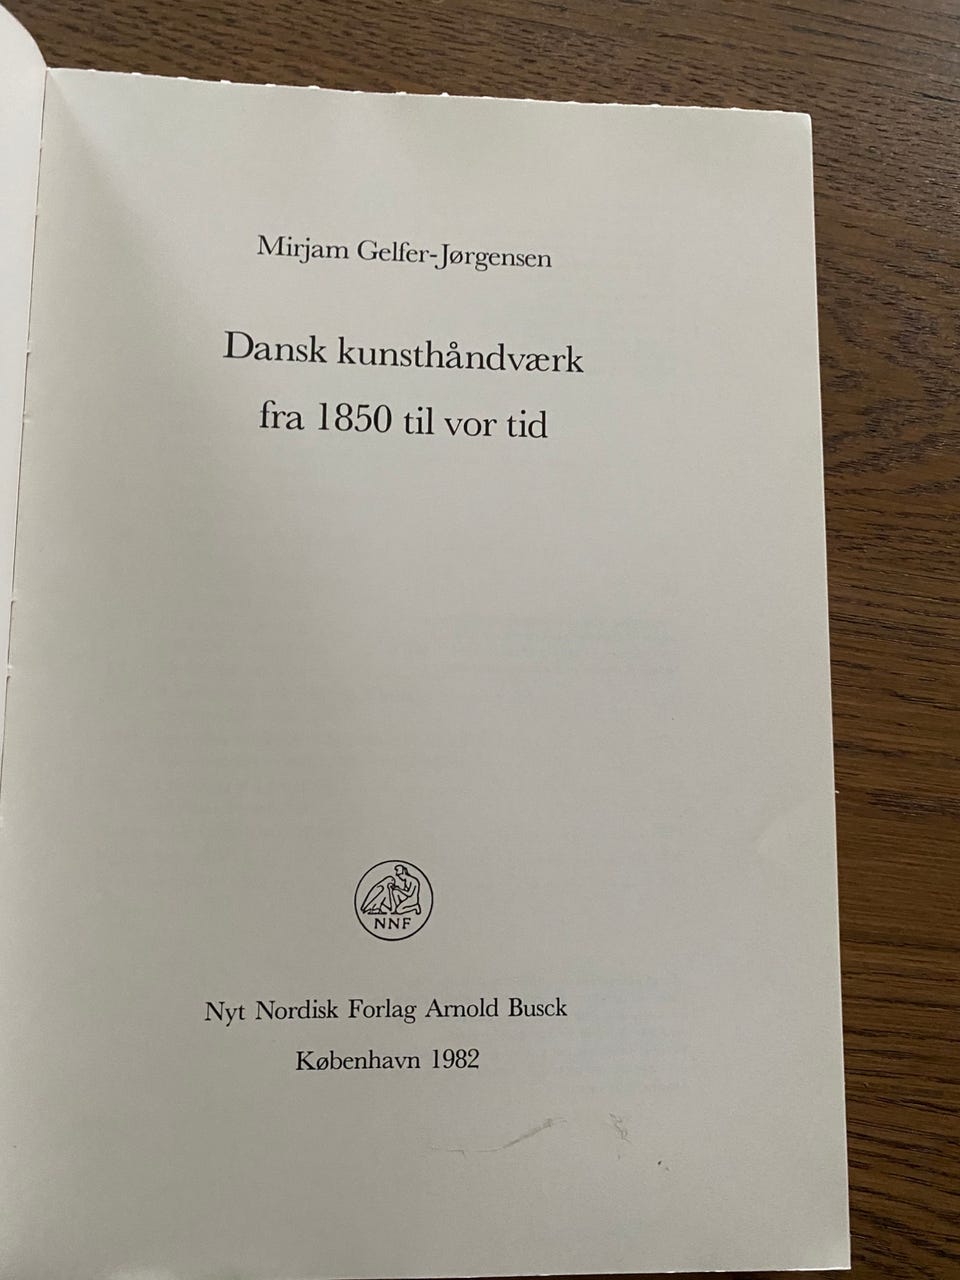 Mirjam Gelfer-Jørgensen
Dansk kunsthåndværk
fra 1850 til vor tid
NNF
Nyt Nordisk Forlag Arnold Busck
København 1982